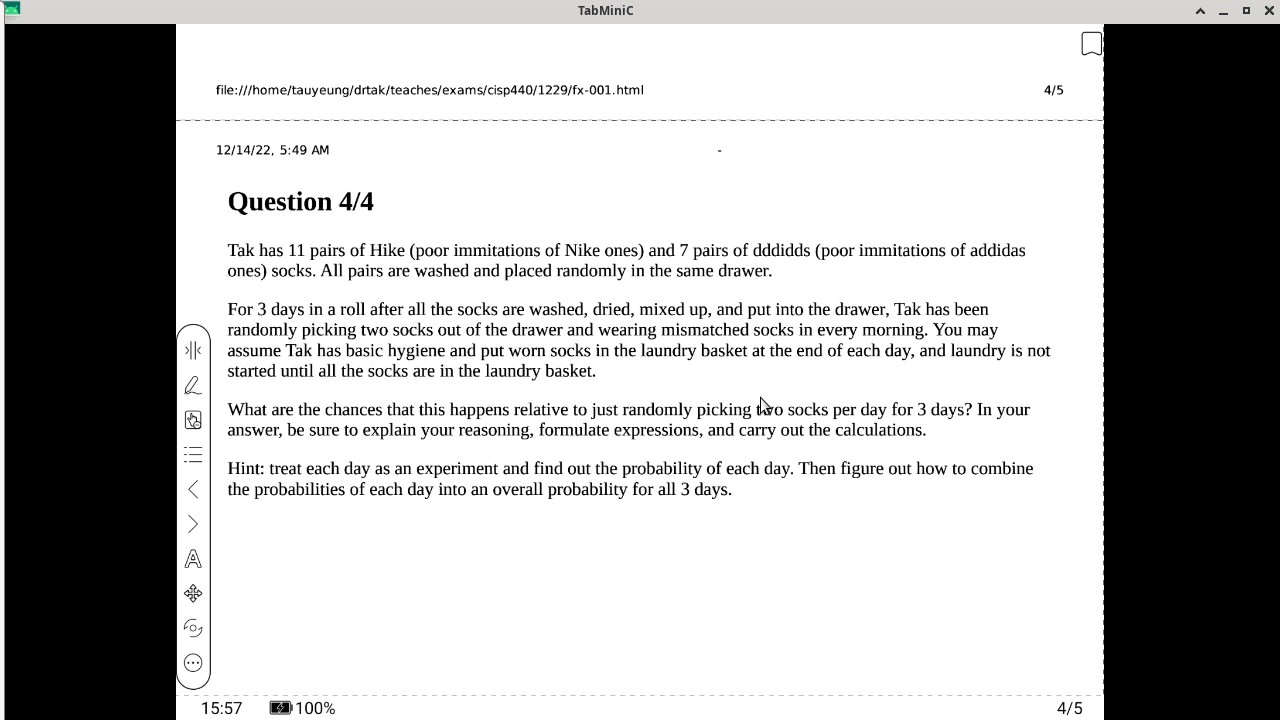 TabMiniC
file:///home/tauyeung/drtak/teaches/exams/cisp440/1229/fx-001.html 4/5
12/14/22, 5:49 AM -
Question 4/4
Tak has 11 pairs of Hike (poor immitations of Nike ones) and 7 pairs of dddidds (poor immitations of addidas
ones) socks. All pairs are washed and placed randomly in the same drawer.
For 3 days in a roll after all the socks are washed, dried, mixed up, and put into the drawer, Tak has been
randomly picking two socks out of the drawer and wearing mismatched socks in every morning. You may
assume Tak has basic hygiene and put worn socks in the laundry basket at the end of each day, and laundry is not
started until all the socks are in the laundry basket.
What are the chances that this happens relative to just randomly picking two socks per day for 3 days? In your
answer, be sure to explain your reasoning, formulate expressions, and carry out the calculations.
Hint: treat each day as an experiment and find out the probability of each day. Then figure out how to combine
the probabilities of each day into an overall probability for all 3 days.
A
15:57 100% 4/5